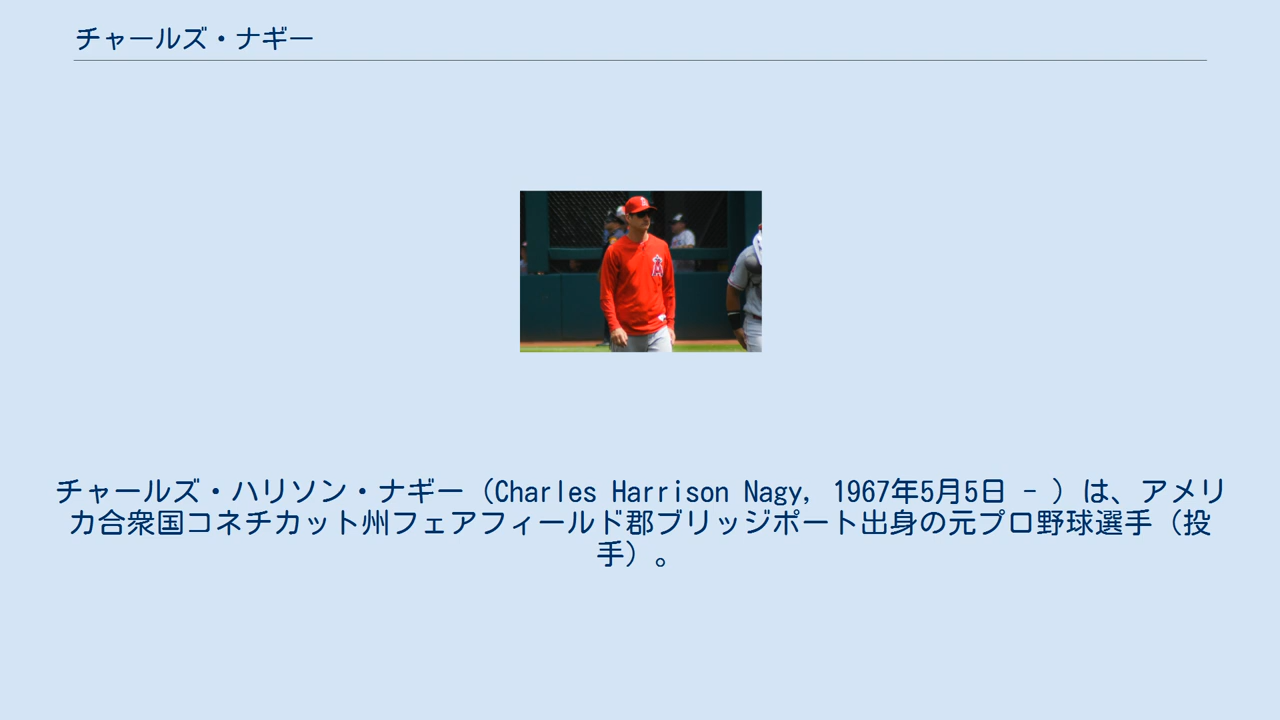 チャールズ・ナギー
チャールズ・ハリソン・ナギー（Charles Harrison Nagy, 1967年5月5日 - ）は、アメリ
カ合衆国コネチカット州フェアフィールド郡ブリッジポート出身の元プロ野球選手（投
手）。